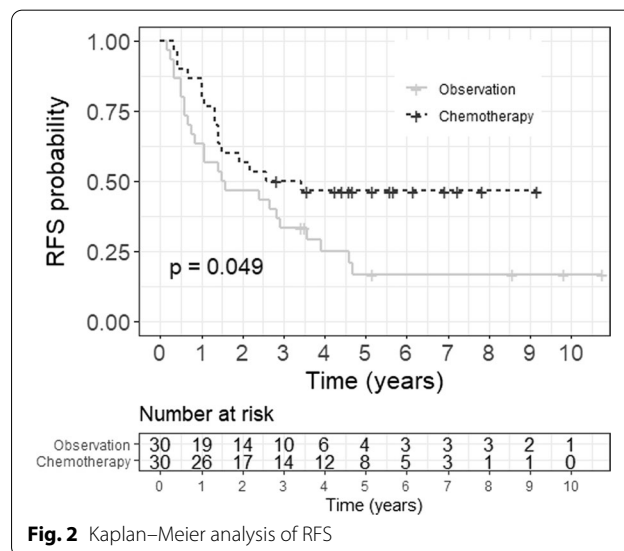 1.00
0.75
0.50
0.25
0.00
RFS probability
Observation
Chemotherapy
p = 0.049
0 1 2 3 4 5 6 7 8 9 10
Time (years)
Number at risk
Observation 30 19 14 10 6 4 3 3 3 2 1
Chemotherapy 30 26 17 14 12 8 5 3 1 1 0
0 1 2 3 4 5 6 7 8 9 10
Time (years)
Fig. 2 Kaplan–Meier analysis of RFS